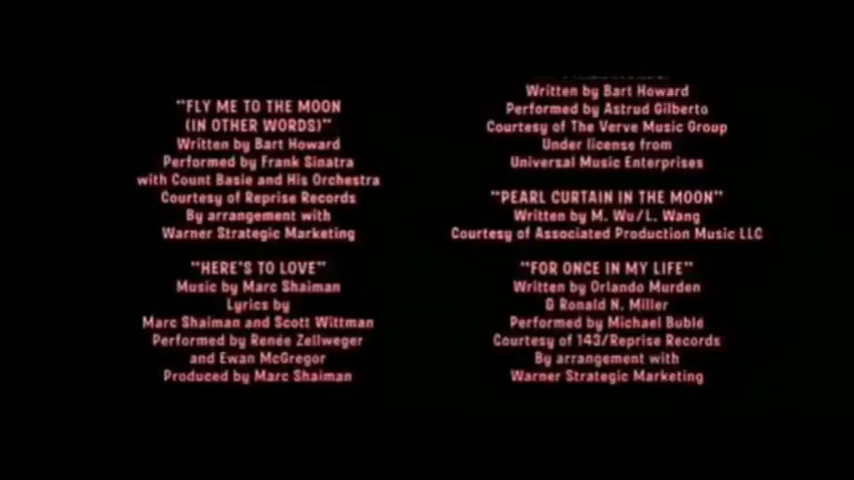 "FLY ME TO THE MOON
(IN OTHER WORDS)"
Written by Bart Howard
Performed by Frank Sinatra
with Count Basie and His Orchestra
Courtesy of Reprise Records
By arrangement with
Warner Strategic Marketing
"HERE'S TO LOVE"
Music by Marc Shaiman
Lyrics by
Marc Shaiman and Scott Wittman
Performed by Renée Zellweger
and Ewan McGregor
Produced by Marc Shaiman
Written by Bart Howard
Performed by Astrud Gilberto
Courtesy of The Verve Music Group
Under license from
Universal Music Enterprises
"PEARL CURTAIN IN THE MOON"
Written by M. Wu/L. Wang
Courtesy of Associated Production Music LLC
"FOR ONCE IN MY LIFE"
Written by Orlando Murden
& Ronald N. Miller
Performed by Michael Bublé
Courtesy of 143/Reprise Records
By arrangement with
Warner Strategic Marketing